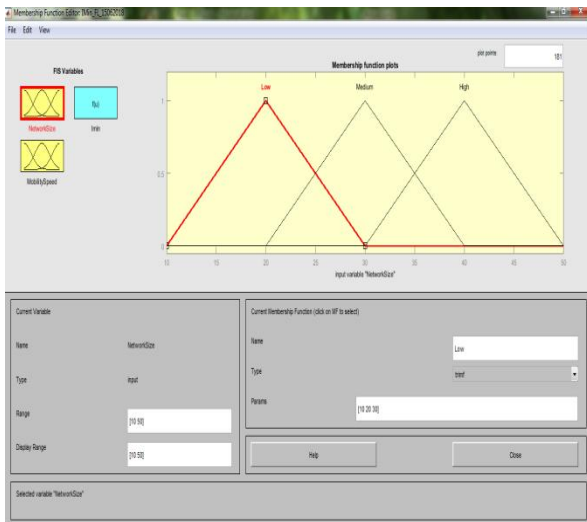 Membership Function Editor: IMin_FL_15062018
File Edit View
FIS Variables
NetworkSize
f(u)
Imin
MobilitySpeed
Membership function plots
plot points:
181
Low Medium High
1
0.5
0
10 15 20 25 30 35 40 45 50
input variable "NetworkSize"
Current Variable
Name NetworkSize
Type input
Range [10 50]
Display Range [10 50]
Current Membership Function (click on MF to select)
Name Low
Type trimf
Params [10 20 30]
Help Close
Selected variable "NetworkSize"